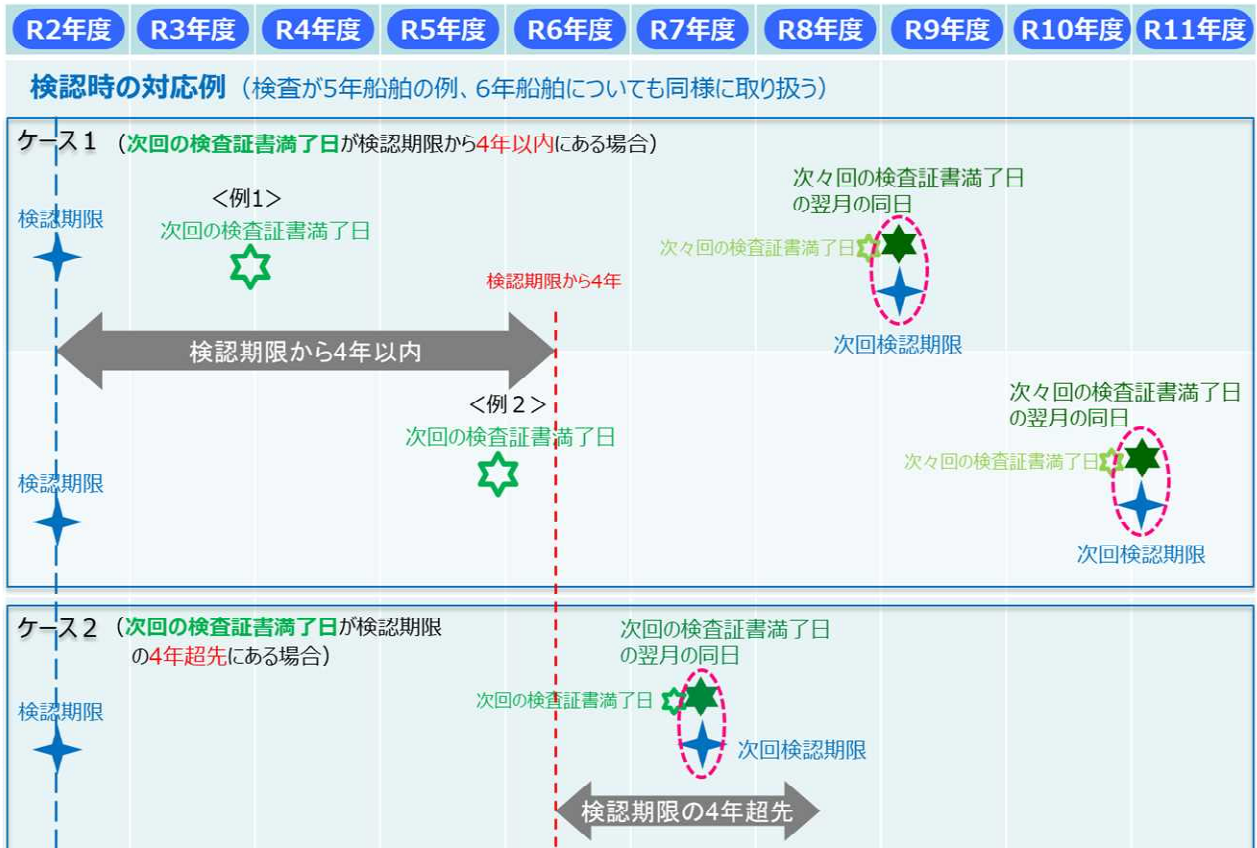 R2年度 R3年度 R4年度 R5年度 R6年度 R7年度 R8年度 R9年度 R10年度 R11年度
検認時の対応例（検査が5年船舶の例、6年船舶についても同様に取り扱う）
ケース１（次回の検査証書満了日が検認期限から4年以内にある場合）
検認期限
＜例1＞
次回の検査証書満了日
検認期限から4年
次々回の検査証書満了日
の翌月の同日
次々回の検査証書満了日
次回検認期限
検認期限から4年以内
＜例２＞
次回の検査証書満了日
検認期限
次々回の検査証書満了日
の翌月の同日
次々回の検査証書満了日
次回検認期限
ケース２（次回の検査証書満了日が検認期限
の4年超先にある場合）
検認期限
次回の検査証書満了日
の翌月の同日
次回の検査証書満了日
次回検認期限
検認期限の4年超先